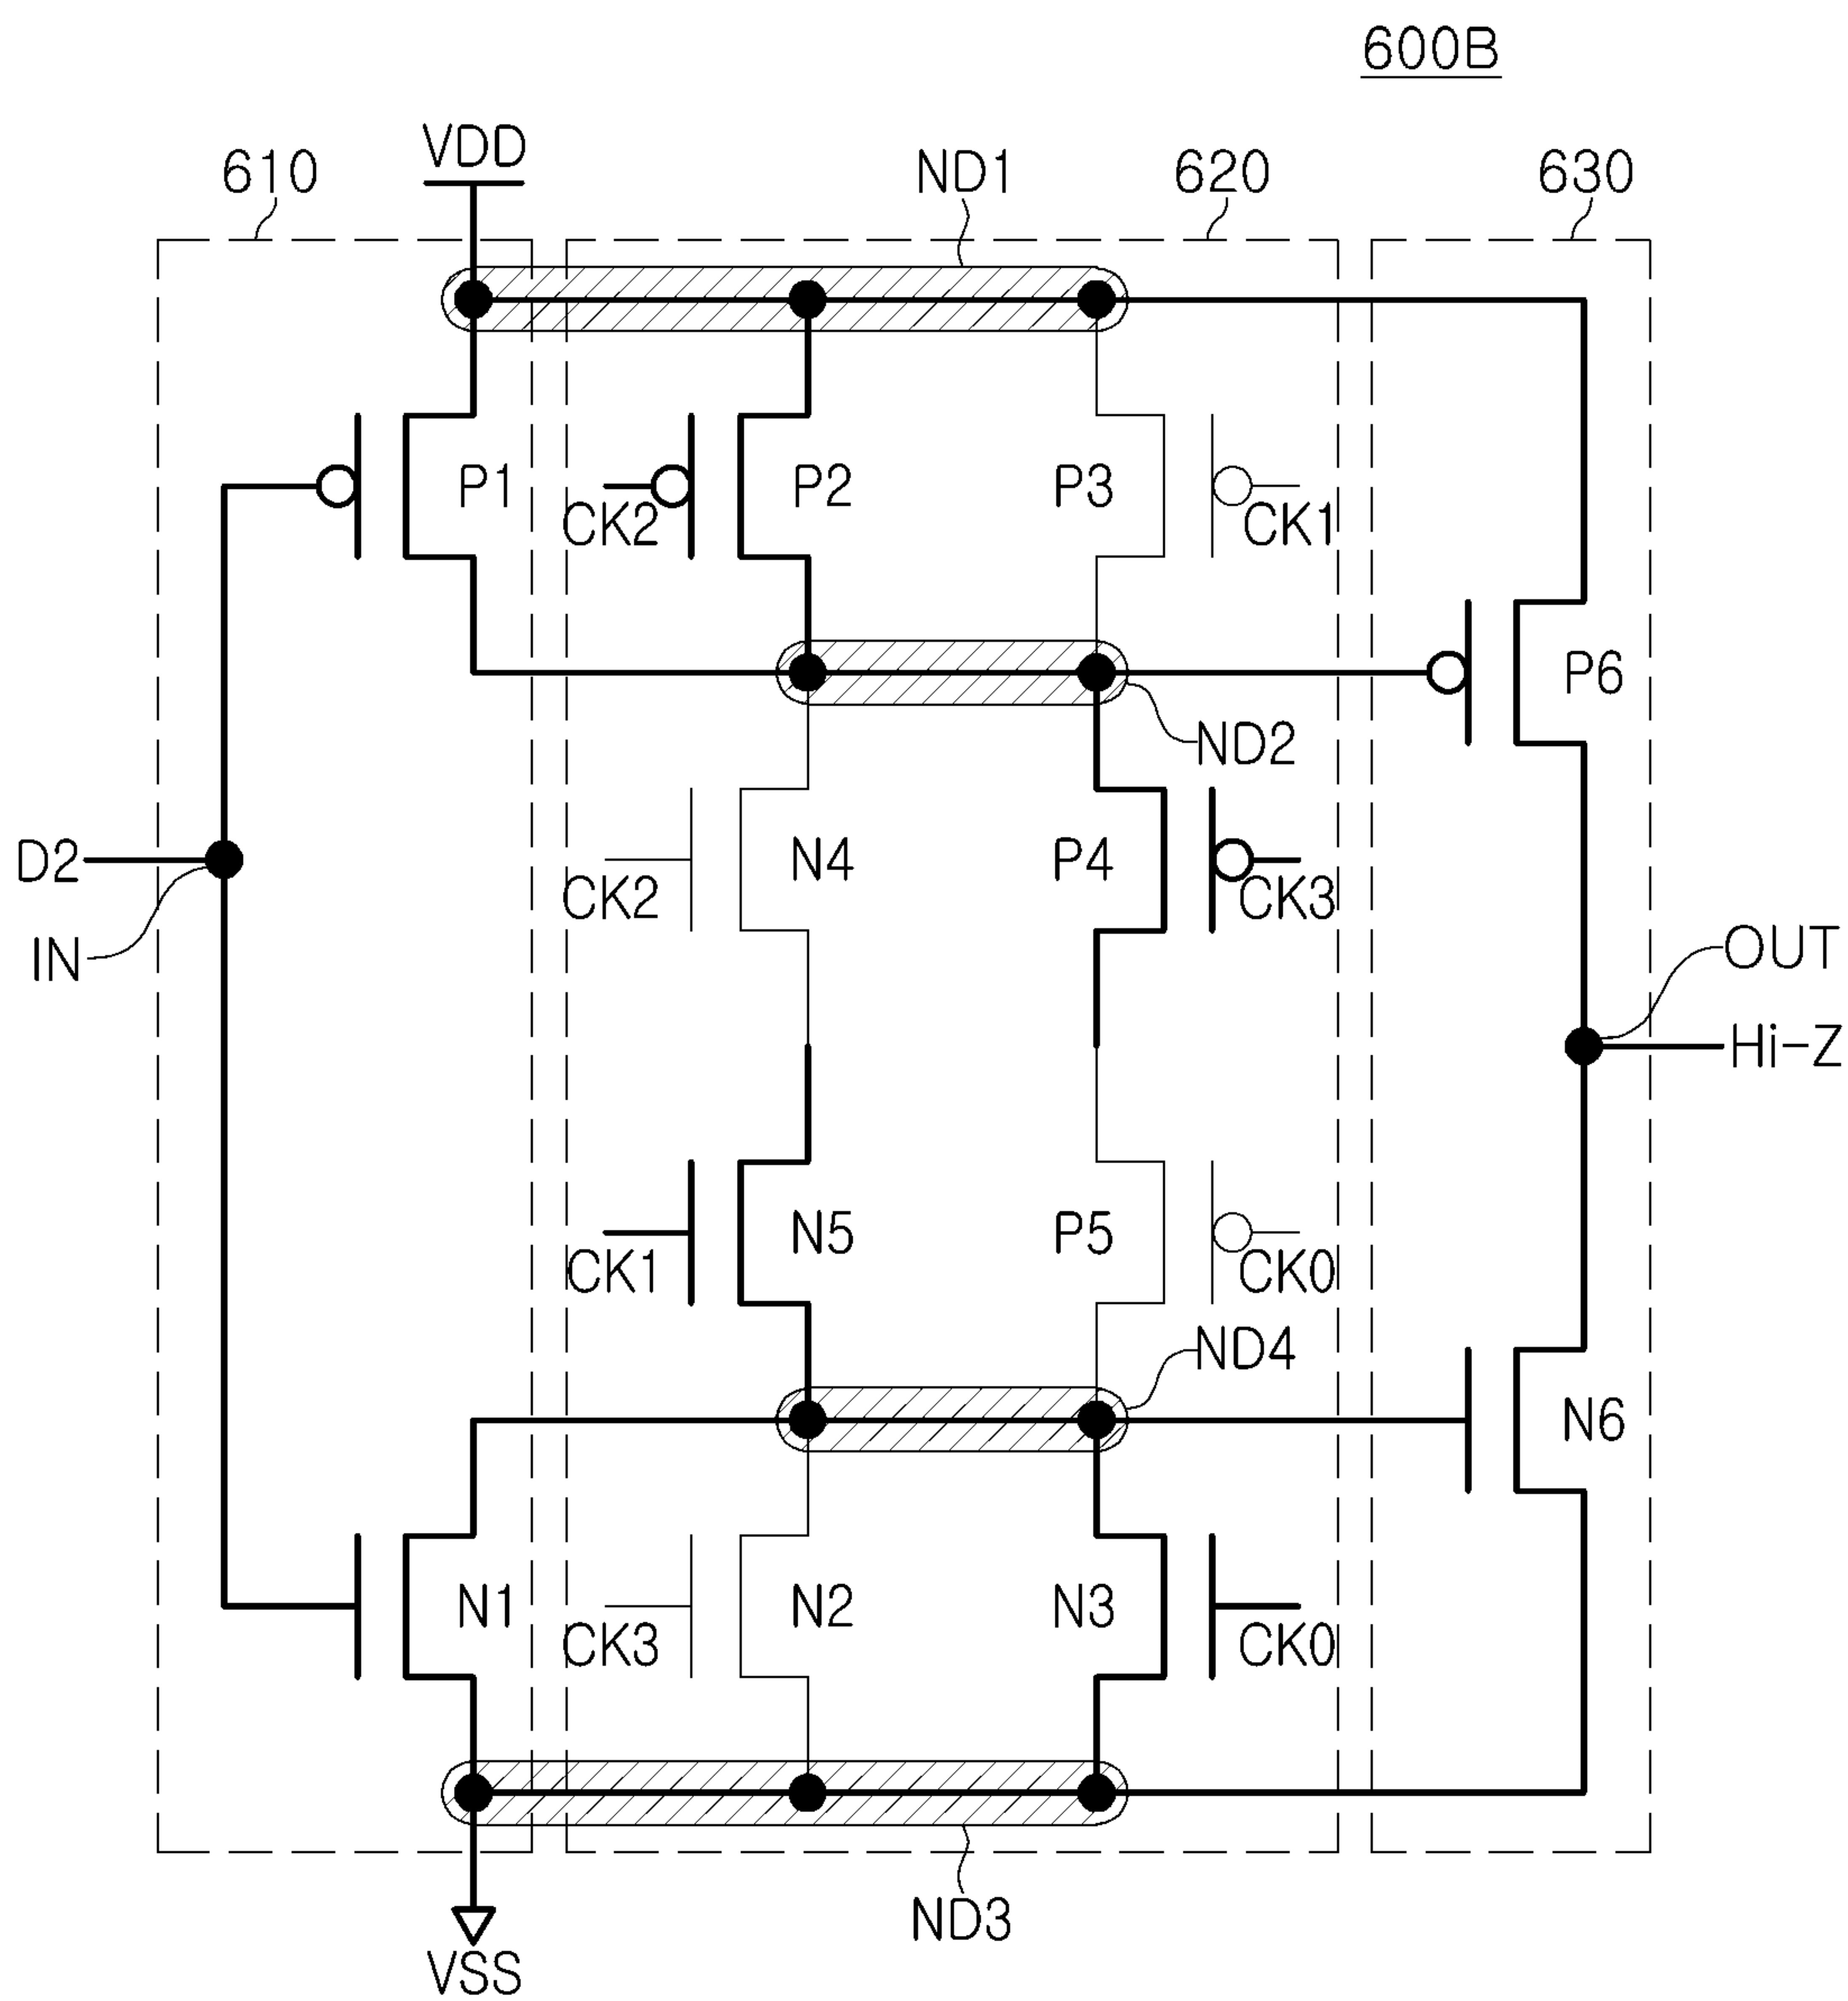 600B
VDD
610
ND1
620
630
P1
CK2
P2
P3
CK1
P6
ND2
D2
N4
P4
CK2
CK3
IN
OUT
Hi-Z
N5
P5
CK1
CK0
ND4
N6
N1
N2
N3
CK3
CK0
ND3
VSS